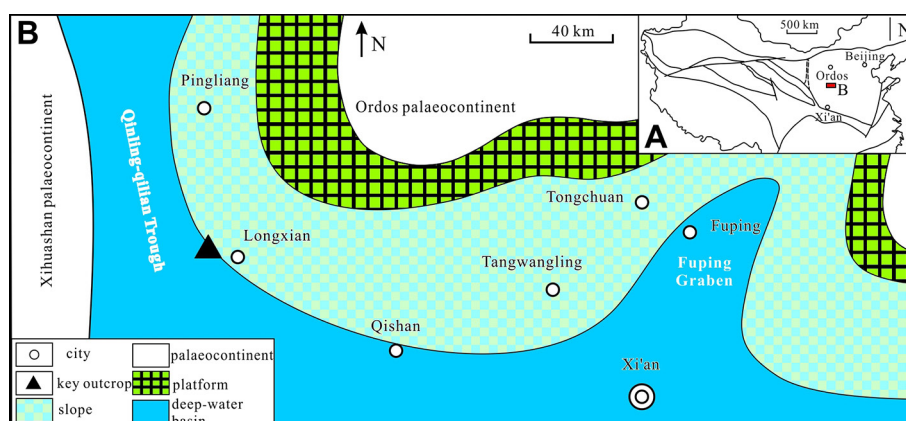 B
N
40 km
Pingliang
Ordos palaeocontinent
Xihuashan palaeocontinent
Qinling-qilian Trough
Longxian
Tongchuan
Fuping
Tangwangling
Fuping
Graben
Qishan
Xi'an
500 km
N
Beijing
Ordos
B
Xi'an
A
city
palaeocontinent
key outcrop
platform
slope
deep-water
basin